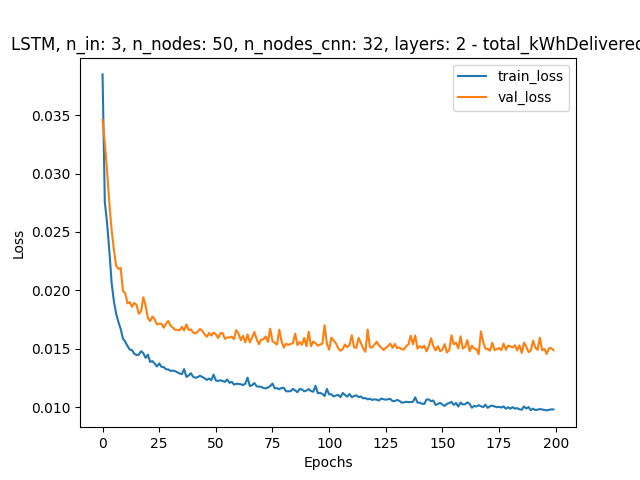 LSTM, n_in: 3, n_nodes: 50, n_nodes_cnn: 32, layers: 2 - total_kWhDelivered
train_loss
val_loss
0.035
0.030
0.025
0.020
0.015
0.010
Loss
0 25 50 75 100 125 150 175 200
Epochs